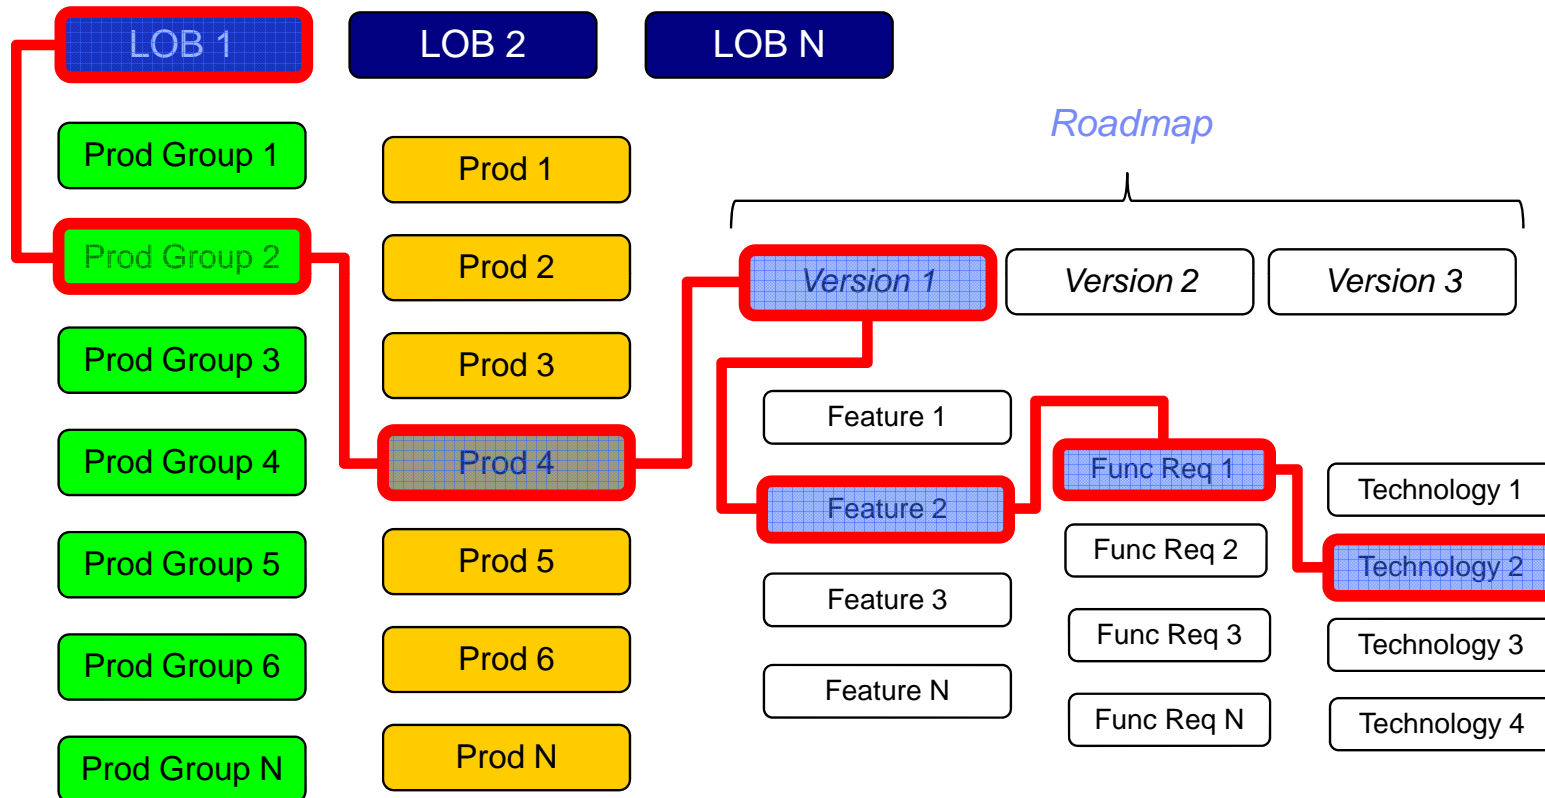 LOB 1
LOB 2
LOB N
Prod Group 1
Prod Group 2
Prod Group 3
Prod Group 4
Prod Group 5
Prod Group 6
Prod Group N
Prod 1
Prod 2
Prod 3
Prod 4
Prod 5
Prod 6
Prod N
Roadmap
Version 1
Version 2
Version 3
Feature 1
Feature 2
Feature 3
Feature N
Func Req 1
Func Req 2
Func Req 3
Func Req N
Technology 1
Technology 2
Technology 3
Technology 4